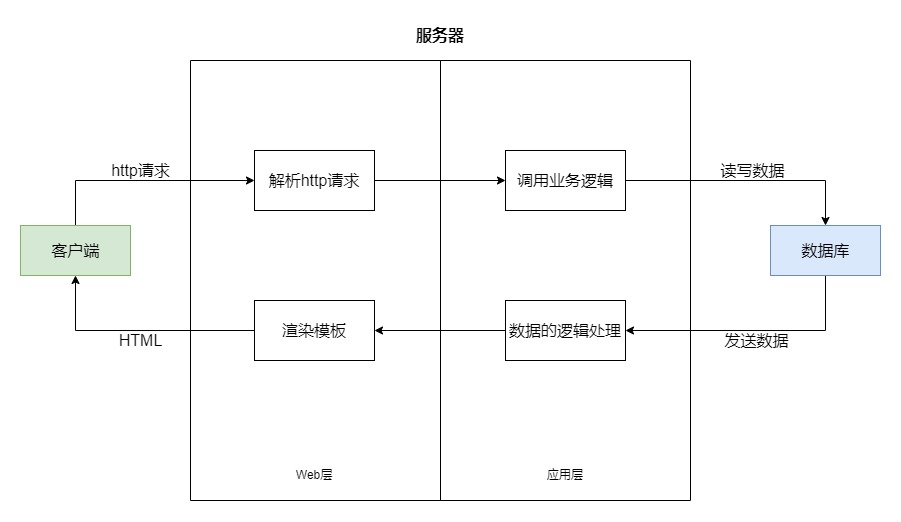 服务器
http请求
解析http请求
调用业务逻辑
读写数据
客户端
数据库
HTML
渲染模板
数据的逻辑处理
发送数据
Web层
应用层